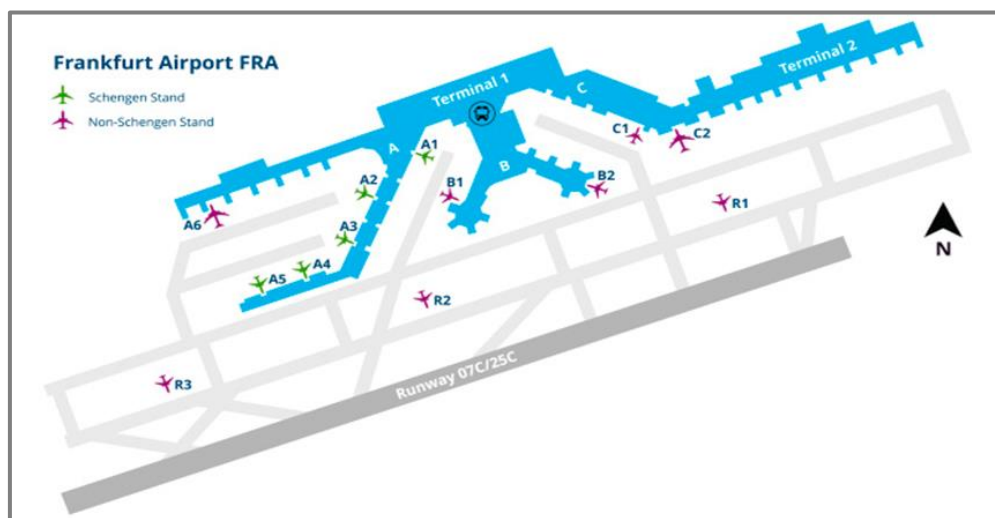 Frankfurt Airport FRA
Schengen Stand
Non-Schengen Stand
Terminal 1
Terminal 2
C
C1
C2
A
A1
B
A2
B1
B2
A6
A3
R1
A4
A5
N
R2
Runway 07C/25C
R3